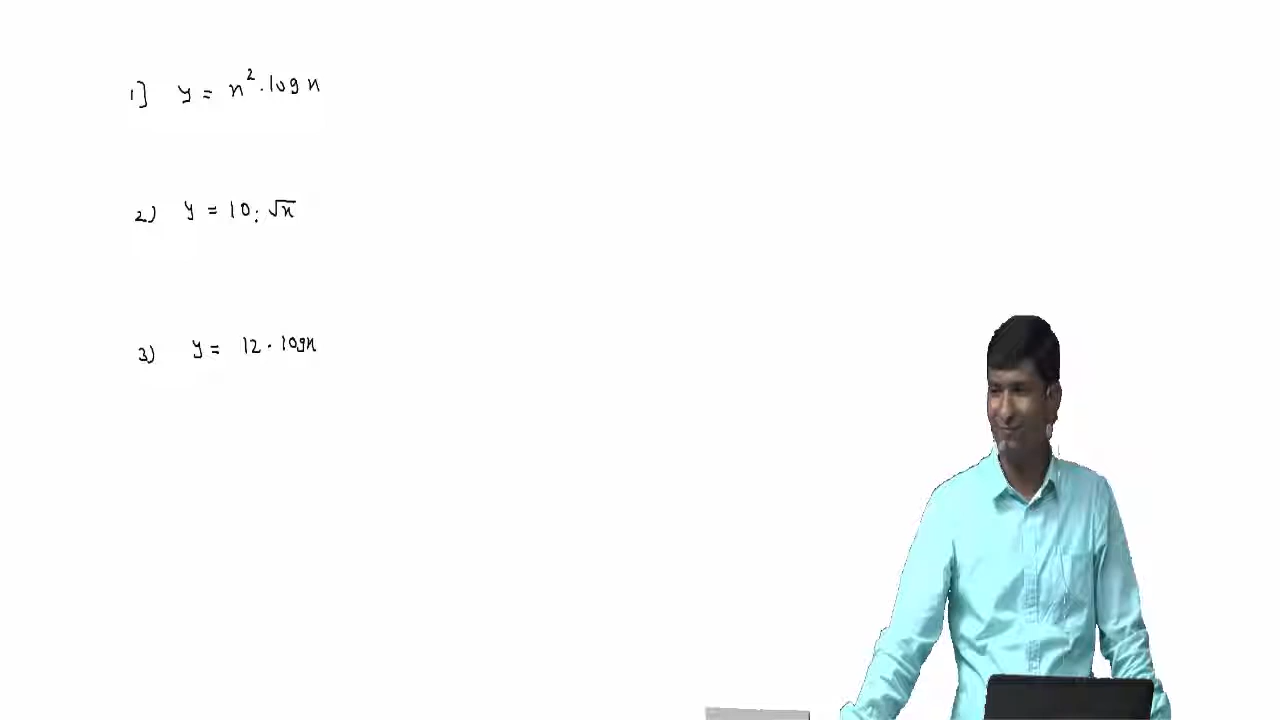 1] y = n² . log n
2) y = 10 . √n
3) y = 12 . logn